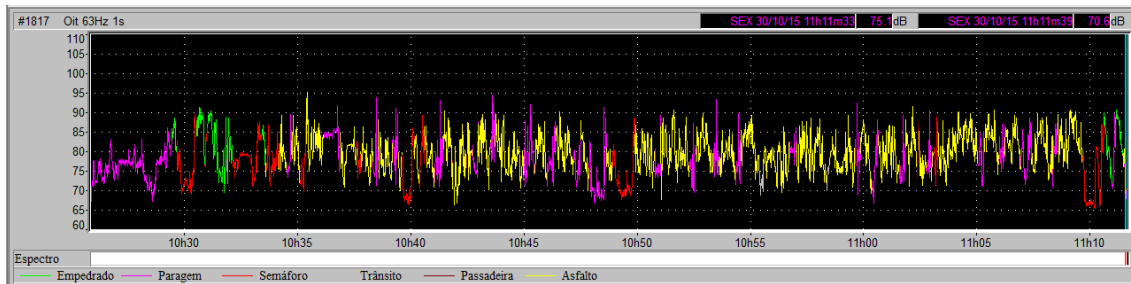 #1817 Oit 63Hz 1s SEX 30/10/15 11h11m33 75.1 dB SEX 30/10/15 11h11m39 70.6 dB
110
105
100
95
90
85
80
75
70
65
60
10h30 10h35 10h40 10h45 10h50 10h55 11h00 11h05 11h10
Espectro
Empedrado Paragem Semáforo Trânsito Passadeira Asfalto